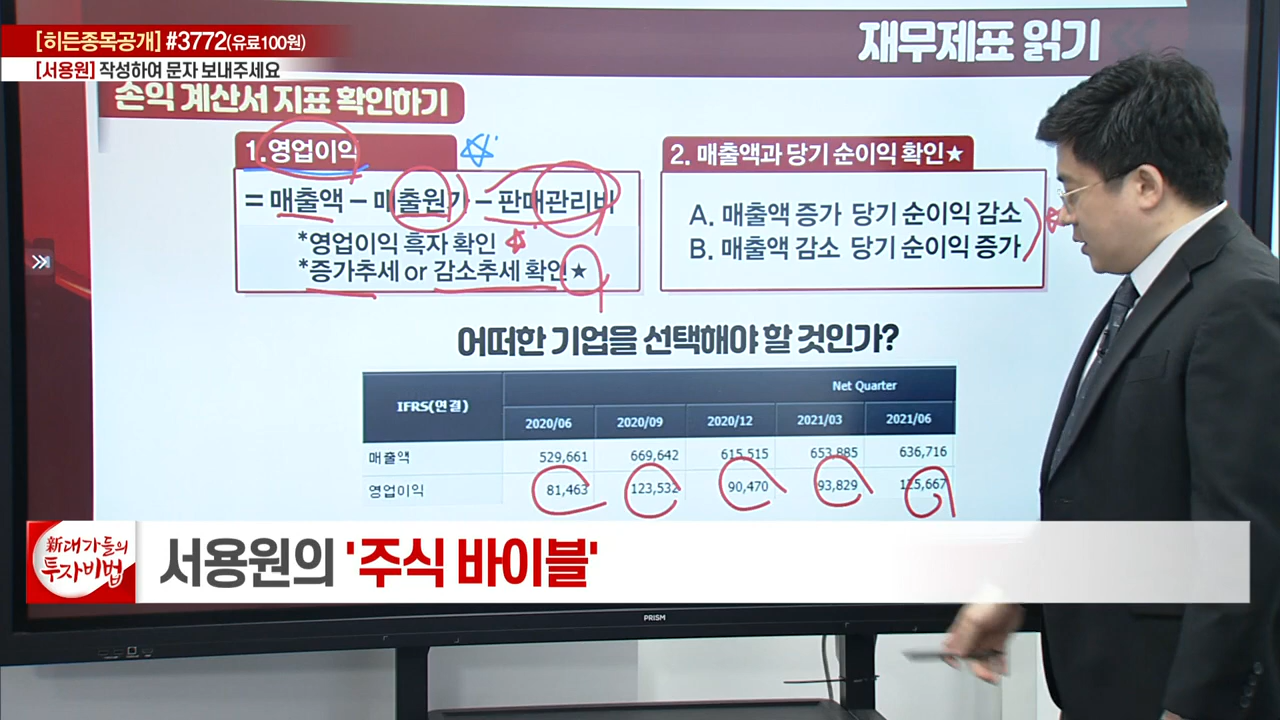 [히든종목공개] #3772(유료100원)
[서용원] 작성하여 문자 보내주세요
재무제표 읽기
손익 계산서 지표 확인하기
1.영업이익
= 매출액 – 매출원가 – 판매관리비
*영업이익 흑자 확인
*증가추세 or 감소추세 확인★
2. 매출액과 당기 순이익 확인★
A. 매출액 증가 당기 순이익 감소
B. 매출액 감소 당기 순이익 증가
어떠한 기업을 선택해야 할 것인가?
IFRS(연결) Net Quarter
2020/06 2020/09 2020/12 2021/03 2021/06
매출액 529,661 669,642 615,515 653,885 636,716
영업이익 81,463 123,532 90,470 93,829 125,667
新대가들의
투자비법
서용원의 '주식 바이블'
PRISM